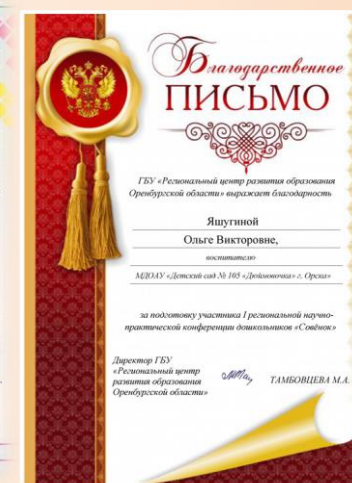 Благодарственное
ПИСЬМО
ГБУ «Региональный центр развития образования
Оренбургской области» выражает благодарность
Яшугиной
Ольге Викторовне,
воспитателю
МДОАУ «Детский сад № 105 «Дюймовочка» г. Орска»
за подготовку участника I региональной научно-
практической конференции дошкольников «Совёнок»
Директор ГБУ
«Региональный центр
развития образования
Оренбургской области»
ТАМБОВЦЕВА М.А.